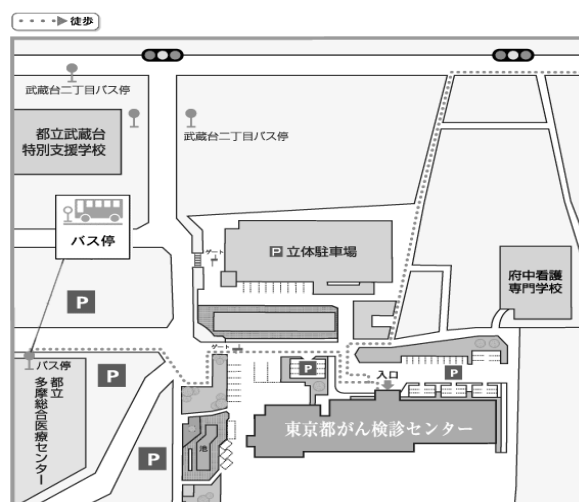 徒歩
武蔵台二丁目バス停
都立武蔵台
特別支援学校
武蔵台二丁目バス停
バス停
ゲート
P 立体駐車場
府中看護
専門学校
P
ゲート
バス停
都立
多摩総合医療センター
P
P
入口
P
東京都がん検診センター
池
P